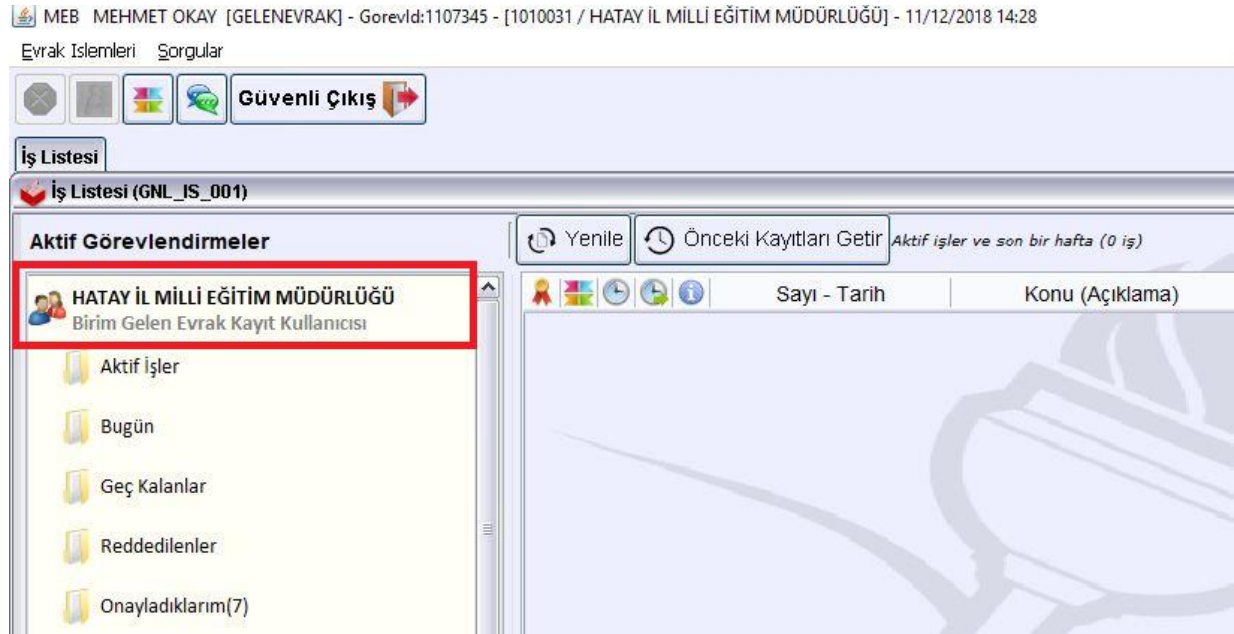 MEB MEHMET OKAY [GELENEVRAK] - GorevId:1107345 - [1010031 / HATAY İL MİLLİ EĞİTİM MÜDÜRLÜĞÜ] - 11/12/2018 14:28
Evrak Islemleri Sorgular
Güvenli Çıkış
İş Listesi
İş Listesi (GNL_IS_001)
Aktif Görevlendirmeler
Yenile Önceki Kayıtları Getir Aktif işler ve son bir hafta (0 iş)
HATAY İL MİLLİ EĞİTİM MÜDÜRLÜĞÜ
Birim Gelen Evrak Kayıt Kullanıcısı
Sayı - Tarih Konu (Açıklama)
Aktif İşler
Bugün
Geç Kalanlar
Reddedilenler
Onayladıklarım(7)